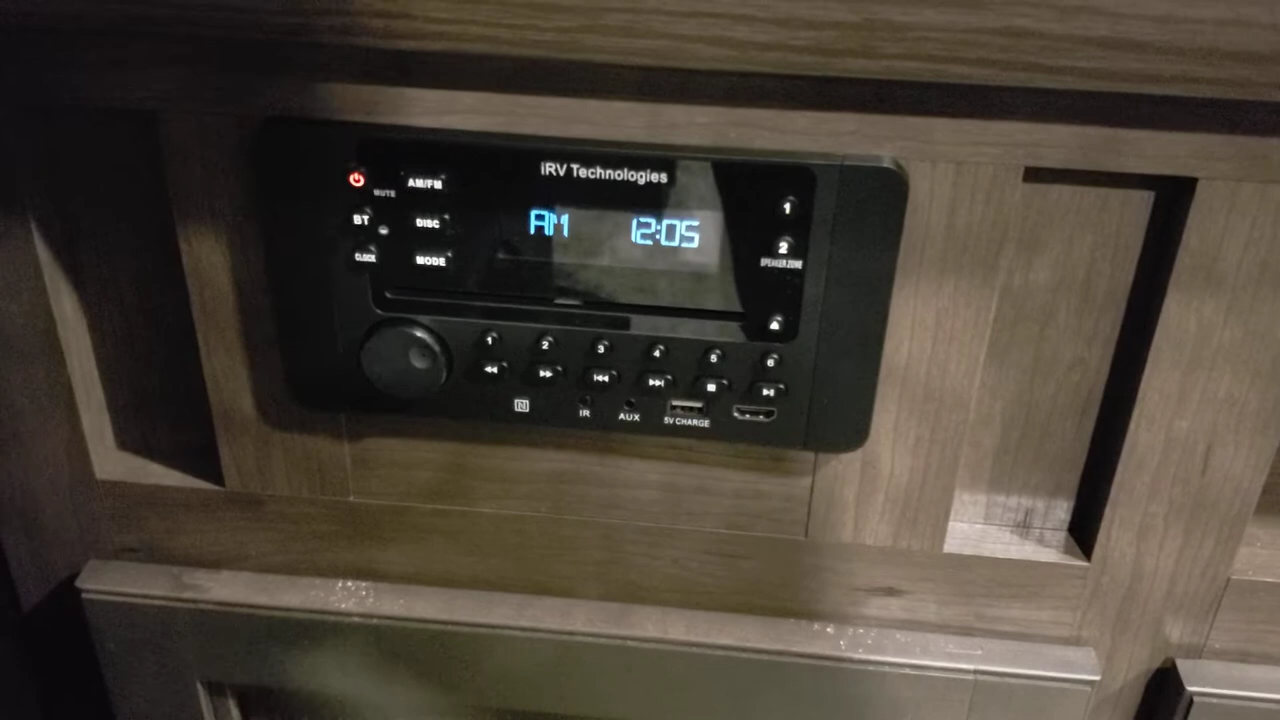 iRV Technologies
MUTE
AM/FM
BT
DISC
CLOCK
MODE
AM 12:05
1
2
SPEAKER ZONE
1 2 3 4 5 6
IR
AUX
5V CHARGE